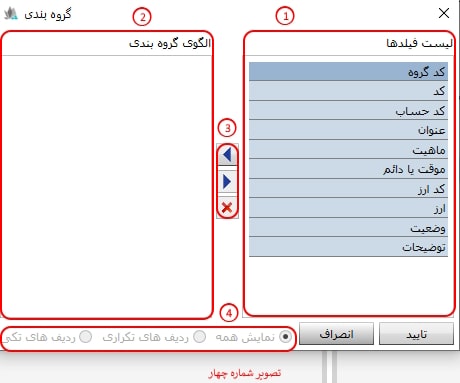 گروه بندی
1
2
لیست فیلدها
الگوی گروه بندی
کد گروه
کد
کد حساب
عنوان
ماهیت
موقت یا دائم
کد ارز
ارز
وضعیت
توضیحات
3
4
نمایش همه
ردیف های تکراری
ردیف های تکی
تایید
انصراف
تصویر شماره چهار